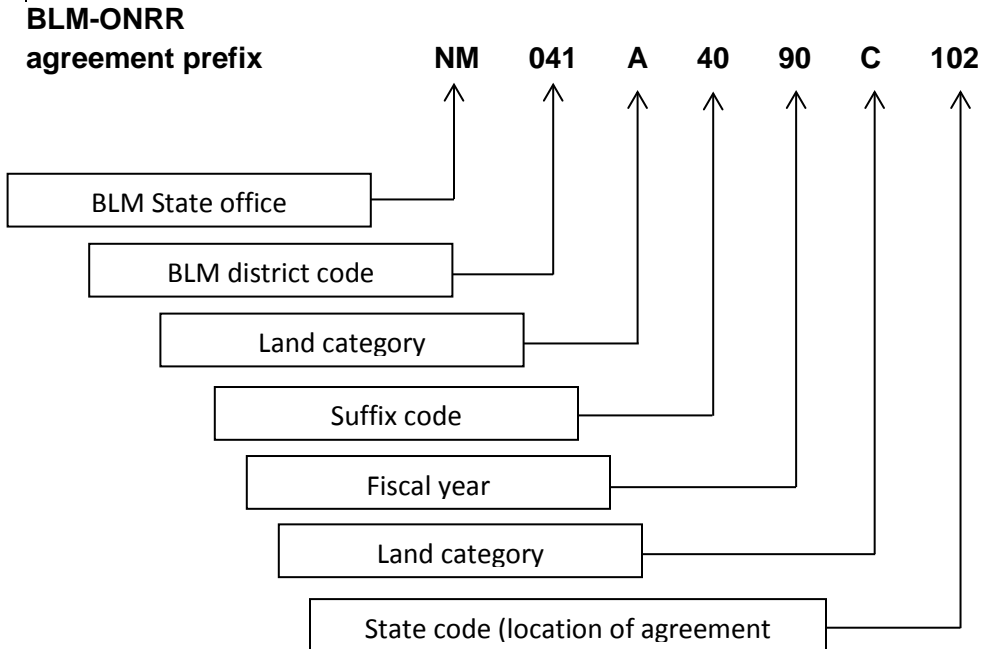 BLM-ONRR
agreement prefix NM 041 A 40 90 C 102
BLM State office
BLM district code
Land category
Suffix code
Fiscal year
Land category
State code (location of agreement